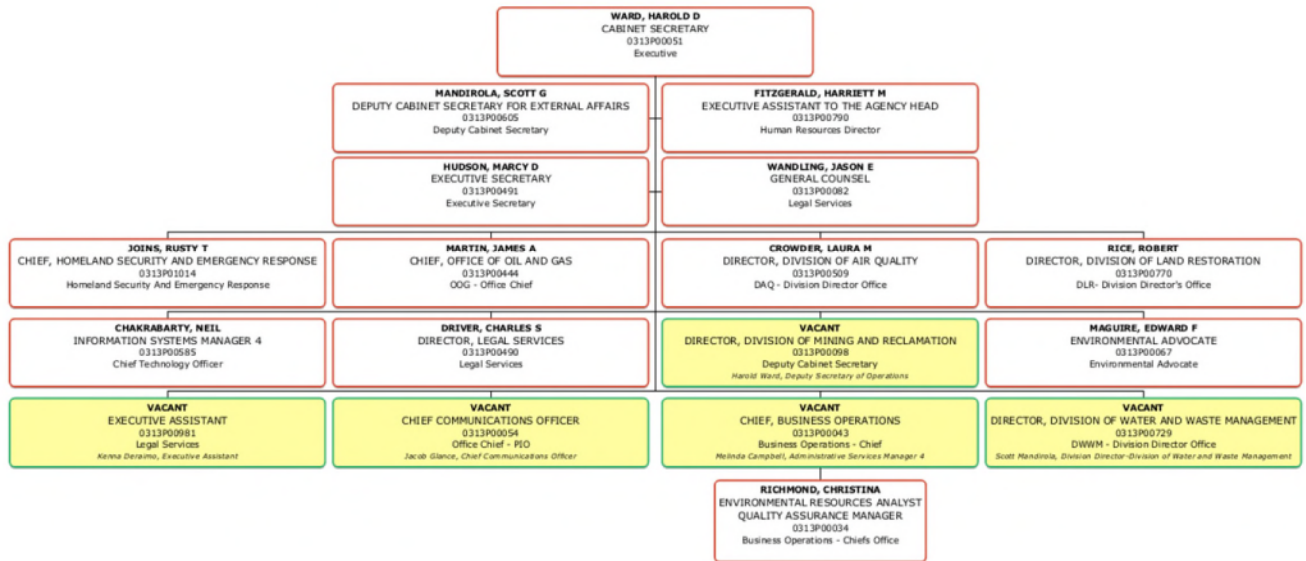 WARD, HAROLD D
CABINET SECRETARY
0313P00051
Executive
MANDIROLA, SCOTT G
DEPUTY CABINET SECRETARY FOR EXTERNAL AFFAIRS
0313P00605
Deputy Cabinet Secretary
FITZGERALD, HARRIETT M
EXECUTIVE ASSISTANT TO THE AGENCY HEAD
0313P00790
Human Resources Director
HUDSON, MARCY D
EXECUTIVE SECRETARY
0313P00491
Executive Secretary
WANDLING, JASON E
GENERAL COUNSEL
0313P00082
Legal Services
JOINS, RUSTY T
CHIEF, HOMELAND SECURITY AND EMERGENCY RESPONSE
0313P01014
Homeland Security And Emergency Response
MARTIN, JAMES A
CHIEF, OFFICE OF OIL AND GAS
0313P00444
OOG - Office Chief
CROWDER, LAURA M
DIRECTOR, DIVISION OF AIR QUALITY
0313P00509
DAQ - Division Director Office
RICE, ROBERT
DIRECTOR, DIVISION OF LAND RESTORATION
0313P00770
DLR- Division Director's Office
CHAKRABARTY, NEIL
INFORMATION SYSTEMS MANAGER 4
0313P00585
Chief Technology Officer
DRIVER, CHARLES S
DIRECTOR, LEGAL SERVICES
0313P00490
Legal Services
VACANT
DIRECTOR, DIVISION OF MINING AND RECLAMATION
0313P00098
Deputy Cabinet Secretary
Harold Ward, Deputy Secretary of Operations
MAGUIRE, EDWARD F
ENVIRONMENTAL ADVOCATE
0313P00067
Environmental Advocate
VACANT
EXECUTIVE ASSISTANT
0313P00981
Legal Services
Kenna Deraimo, Executive Assistant
VACANT
CHIEF COMMUNICATIONS OFFICER
0313P00054
Office Chief - PIO
Jacob Glance, Chief Communications Officer
VACANT
CHIEF, BUSINESS OPERATIONS
0313P00043
Business Operations - Chief
Melinda Campbell, Administrative Services Manager 4
VACANT
DIRECTOR, DIVISION OF WATER AND WASTE MANAGEMENT
0313P00729
DWWM - Division Director Office
Scott Mandirola, Division Director-Division of Water and Waste Management
RICHMOND, CHRISTINA
ENVIRONMENTAL RESOURCES ANALYST
QUALITY ASSURANCE MANAGER
0313P00034
Business Operations - Chiefs Office